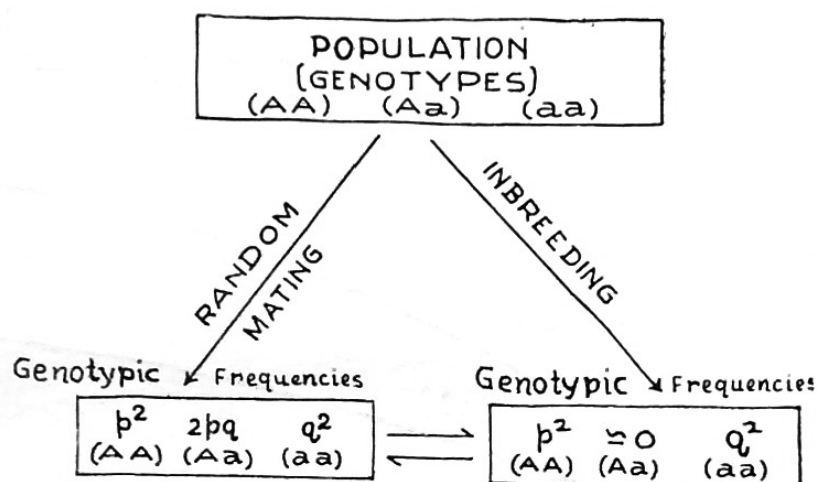 POPULATION
(GENOTYPES)
(AA) (Aa) (aa)
RANDOM
MATING
INBREEDING
Genotypic Frequencies
p² 2pq q²
(AA) (Aa) (aa)
Genotypic Frequencies
p² ≃0 q²
(AA) (Aa) (aa)